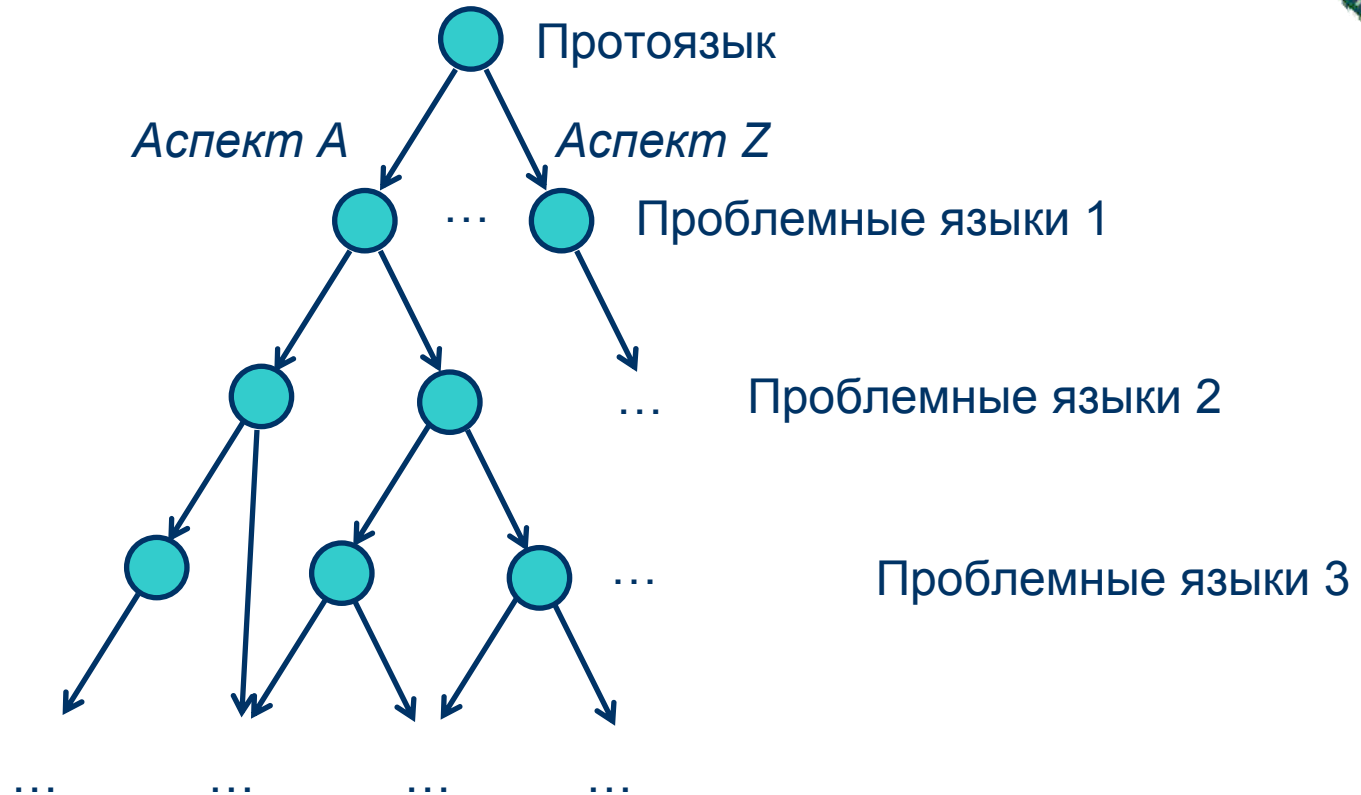 Протоязык
Аспект A
Аспект Z
...
Проблемные языки 1
...
Проблемные языки 2
...
Проблемные языки 3
... ... ... ...